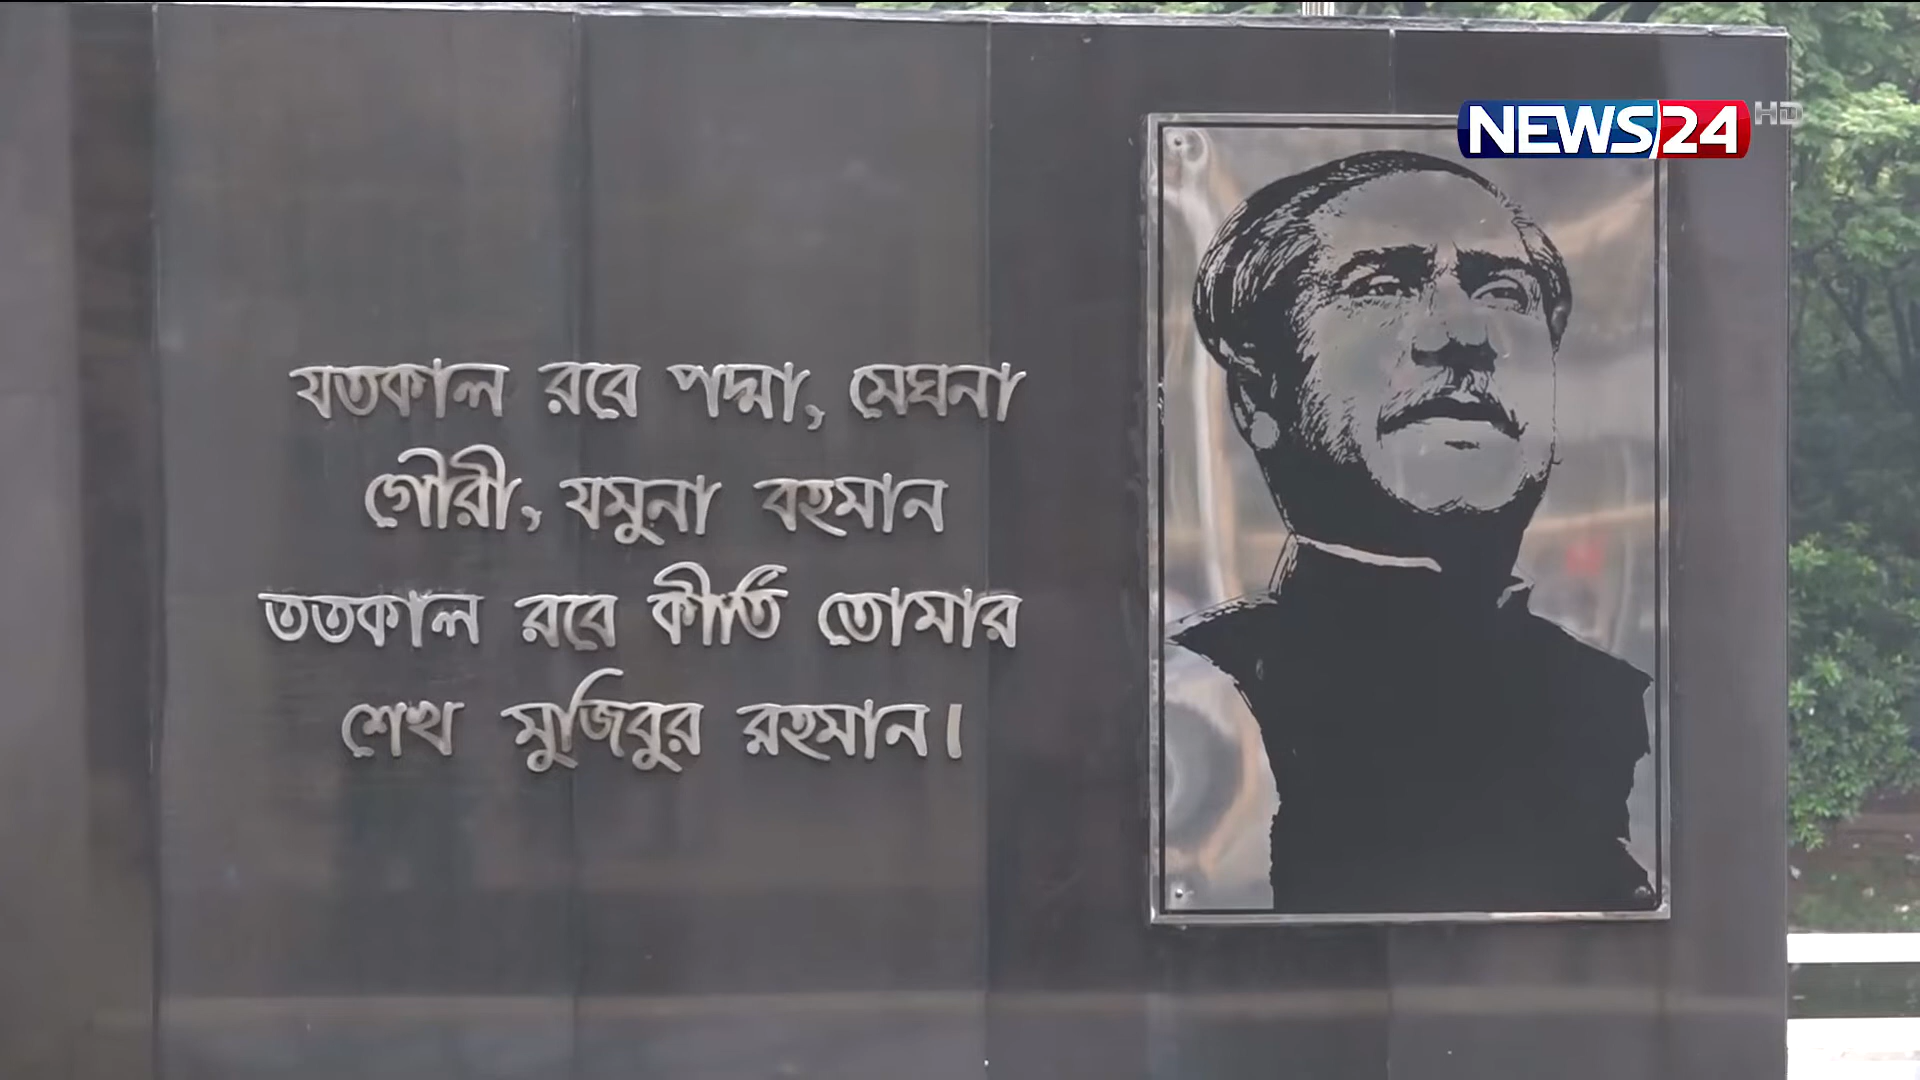 যতকাল রবে পদ্মা, মেঘনা
গৌরী, যমুনা বহমান
ততকাল রবে কীর্তি তোমার
শেখ মুজিবুর রহমান।
NEWS24 HD